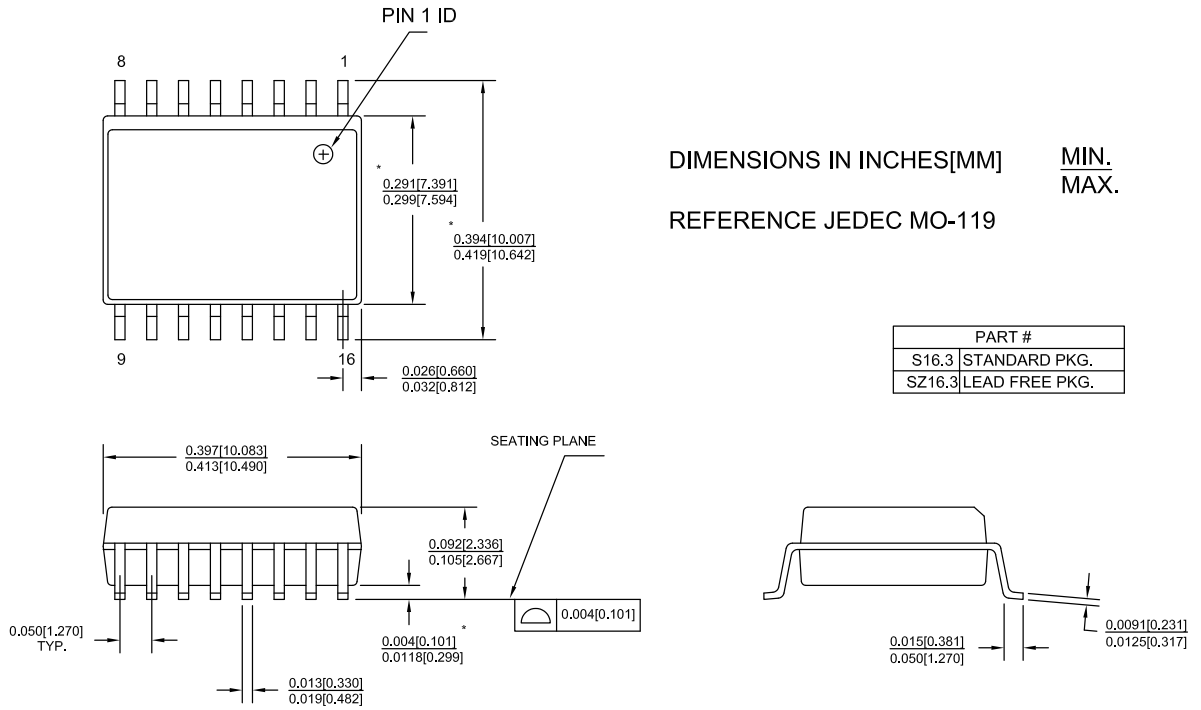 PIN 1 ID
8
1
*
0.291[7.391]
0.299[7.594]
*
0.394[10.007]
0.419[10.642]
DIMENSIONS IN INCHES[MM]
MIN.
MAX.
REFERENCE JEDEC MO-119
9
16
0.026[0.660]
0.032[0.812]
PART #
S16.3 STANDARD PKG.
SZ16.3 LEAD FREE PKG.
0.397[10.083]
0.413[10.490]
SEATING PLANE
0.092[2.336]
0.105[2.667]
0.004[0.101]
0.050[1.270]
TYP.
*
0.004[0.101]
0.0118[0.299]
0.013[0.330]
0.019[0.482]
0.015[0.381]
0.050[1.270]
0.0091[0.231]
0.0125[0.317]